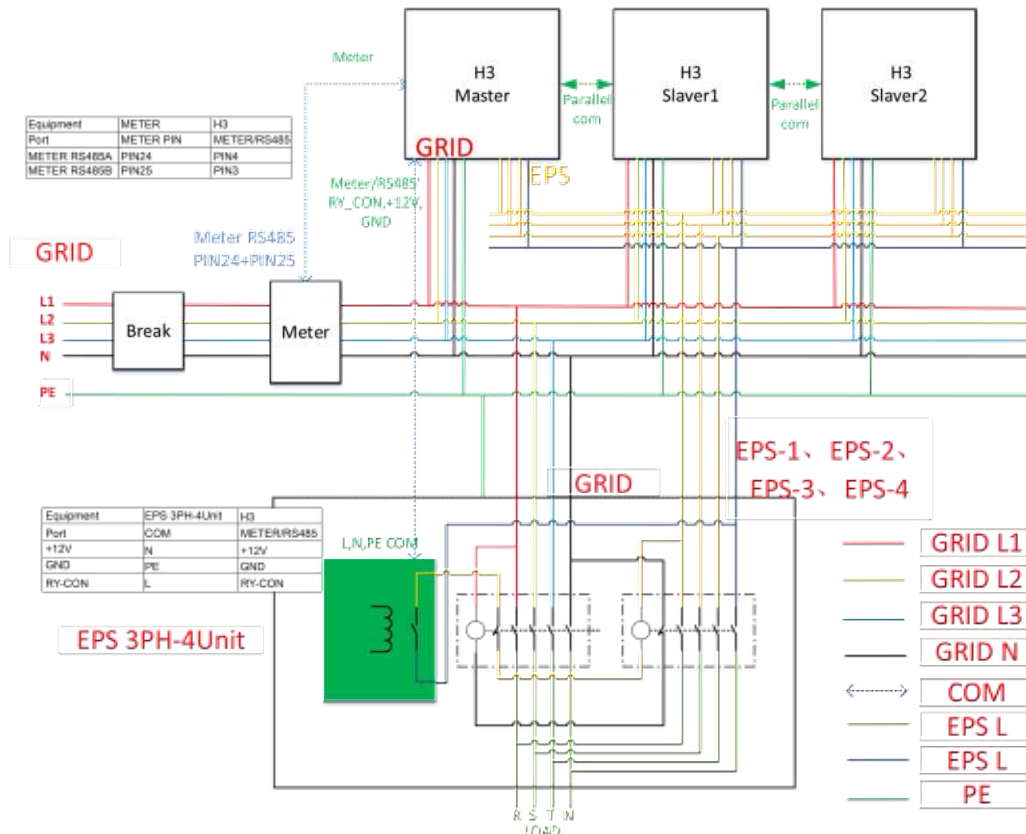 Meter
H3
Master
H3
Slaver1
H3
Slaver2
Parallel
com
Parallel
com
Equipment METER H3
Port METER PIN METER/RS485
METER RS485A PIN24 PIN4
METER RS485B PIN25 PIN3
GRID
EPS
Meter/RS485
RY_CON,+12V,
GND
Meter RS485
PIN24+PIN25
GRID
L1
L2
L3
N
PE
Break
Meter
EPS-1、EPS-2、
EPS-3、EPS-4
GRID
Equipment EPS 3PH-4Unit H3
Port COM METER/RS485
+12V N +12V
GND PE GND
RY-CON L RY-CON
L,N,PE COM
EPS 3PH-4Unit
GRID L1
GRID L2
GRID L3
GRID N
COM
EPS L
EPS L
PE
R S T N
LOAD